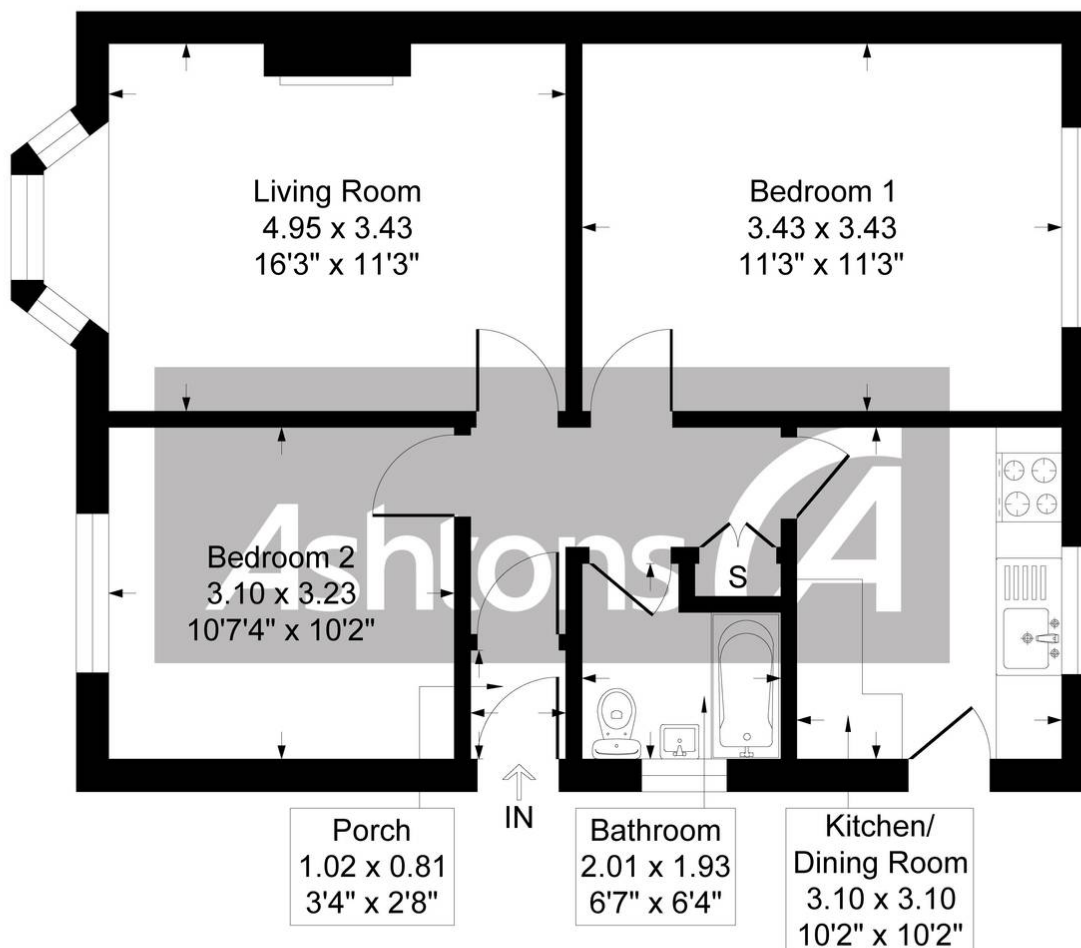 Living Room
4.95 x 3.43
16'3" x 11'3"
Bedroom 1
3.43 x 3.43
11'3" x 11'3"
Ashtons
Bedroom 2
3.10 x 3.23
10'7'4" x 10'2"
S
IN
Porch
1.02 x 0.81
3'4" x 2'8"
Bathroom
2.01 x 1.93
6'7" x 6'4"
Kitchen/
Dining Room
3.10 x 3.10
10'2" x 10'2"